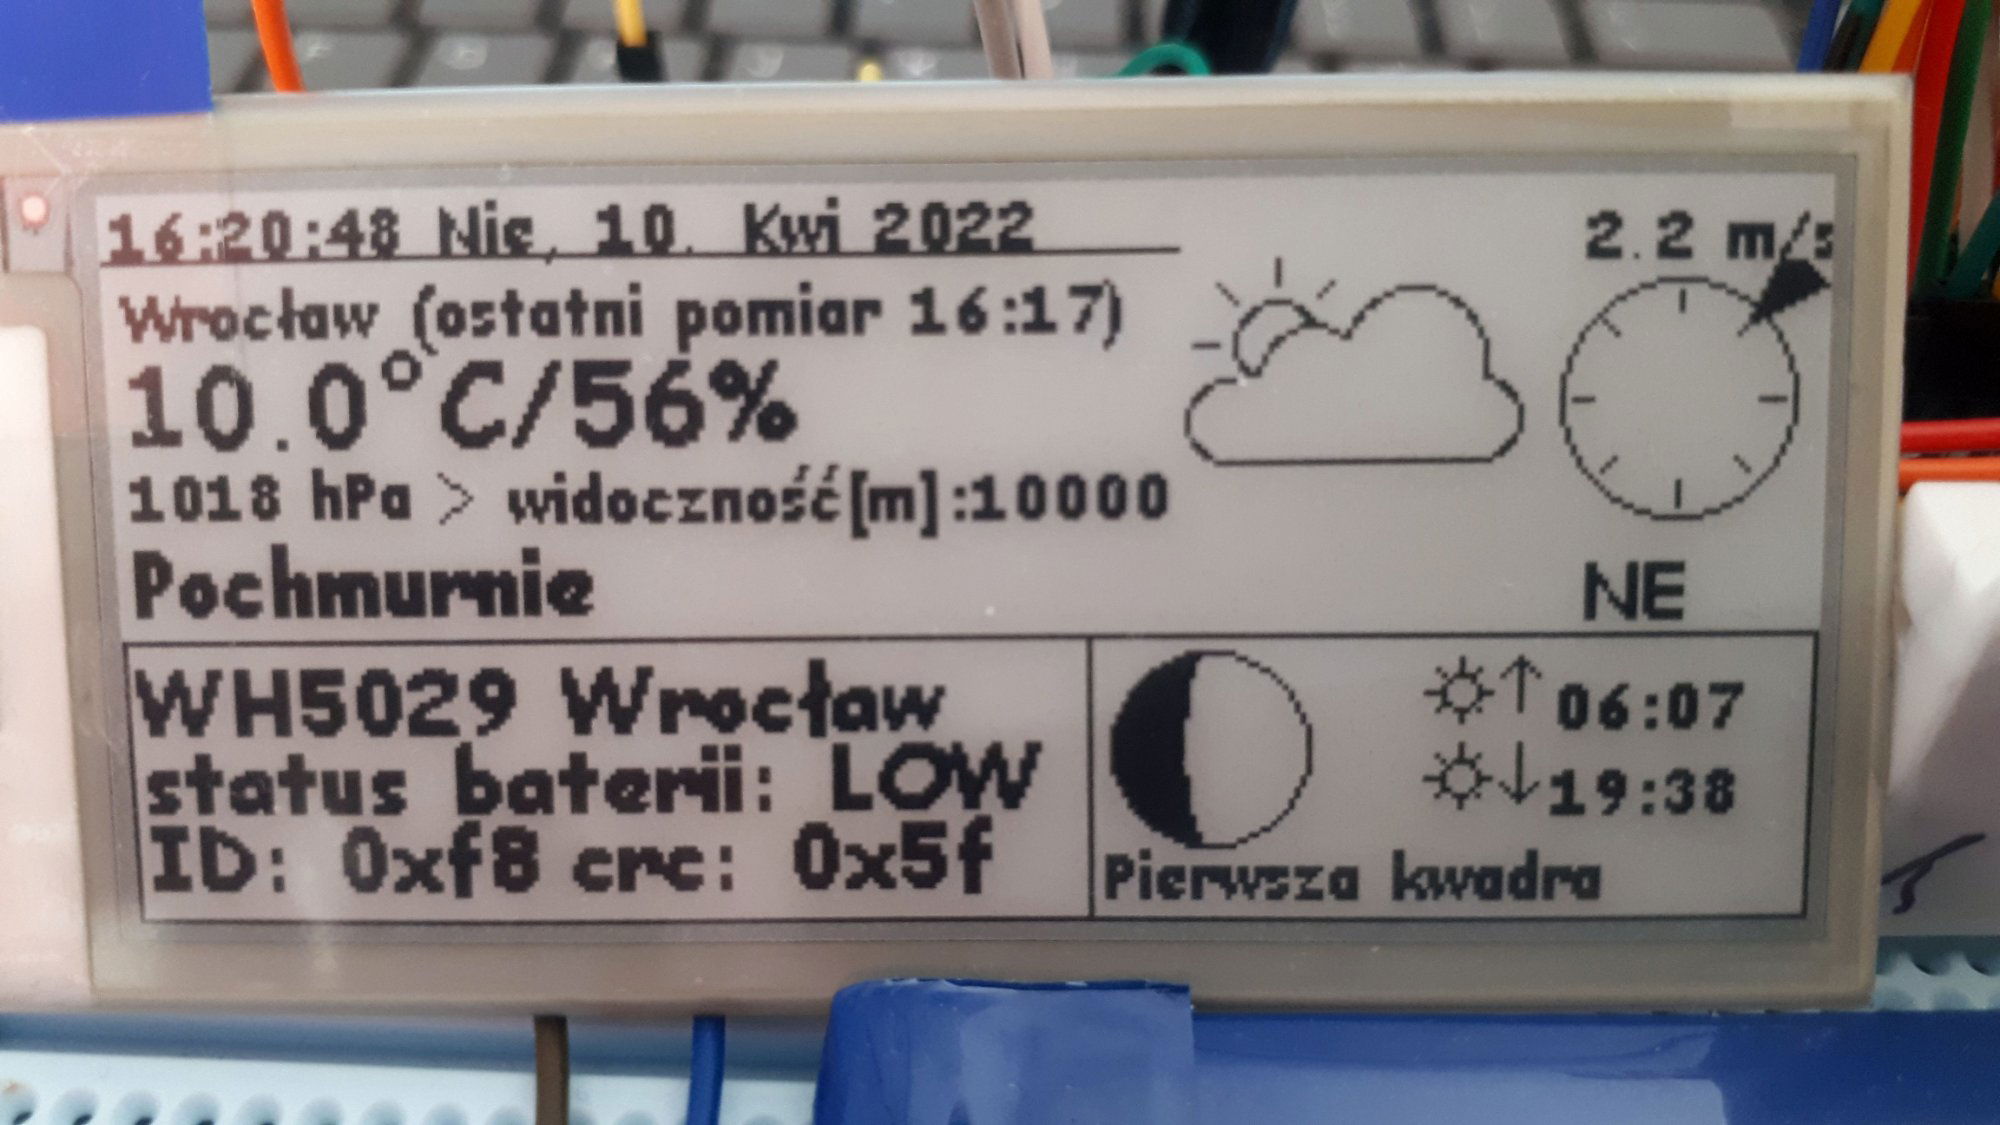 16:20:48 Nie, 10. Kwi 2022
2.2 m/s
Wrocław (ostatni pomiar 16:17)
10.0°C/56%
1018 hPa > widoczność[m]:10000
Pochmurnie
NE
WH5029 Wrocław
status baterii: LOW
ID: 0xf8 crc: 0x5f
↑ 06:07
↓ 19:38
Pierwsza kwadra